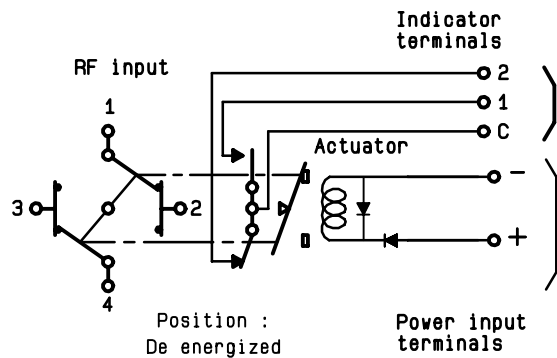 Indicator
terminals
RF input
2
1
1
C
Actuator
-
3
2
+
4
Position :
De energized
Power input
terminals